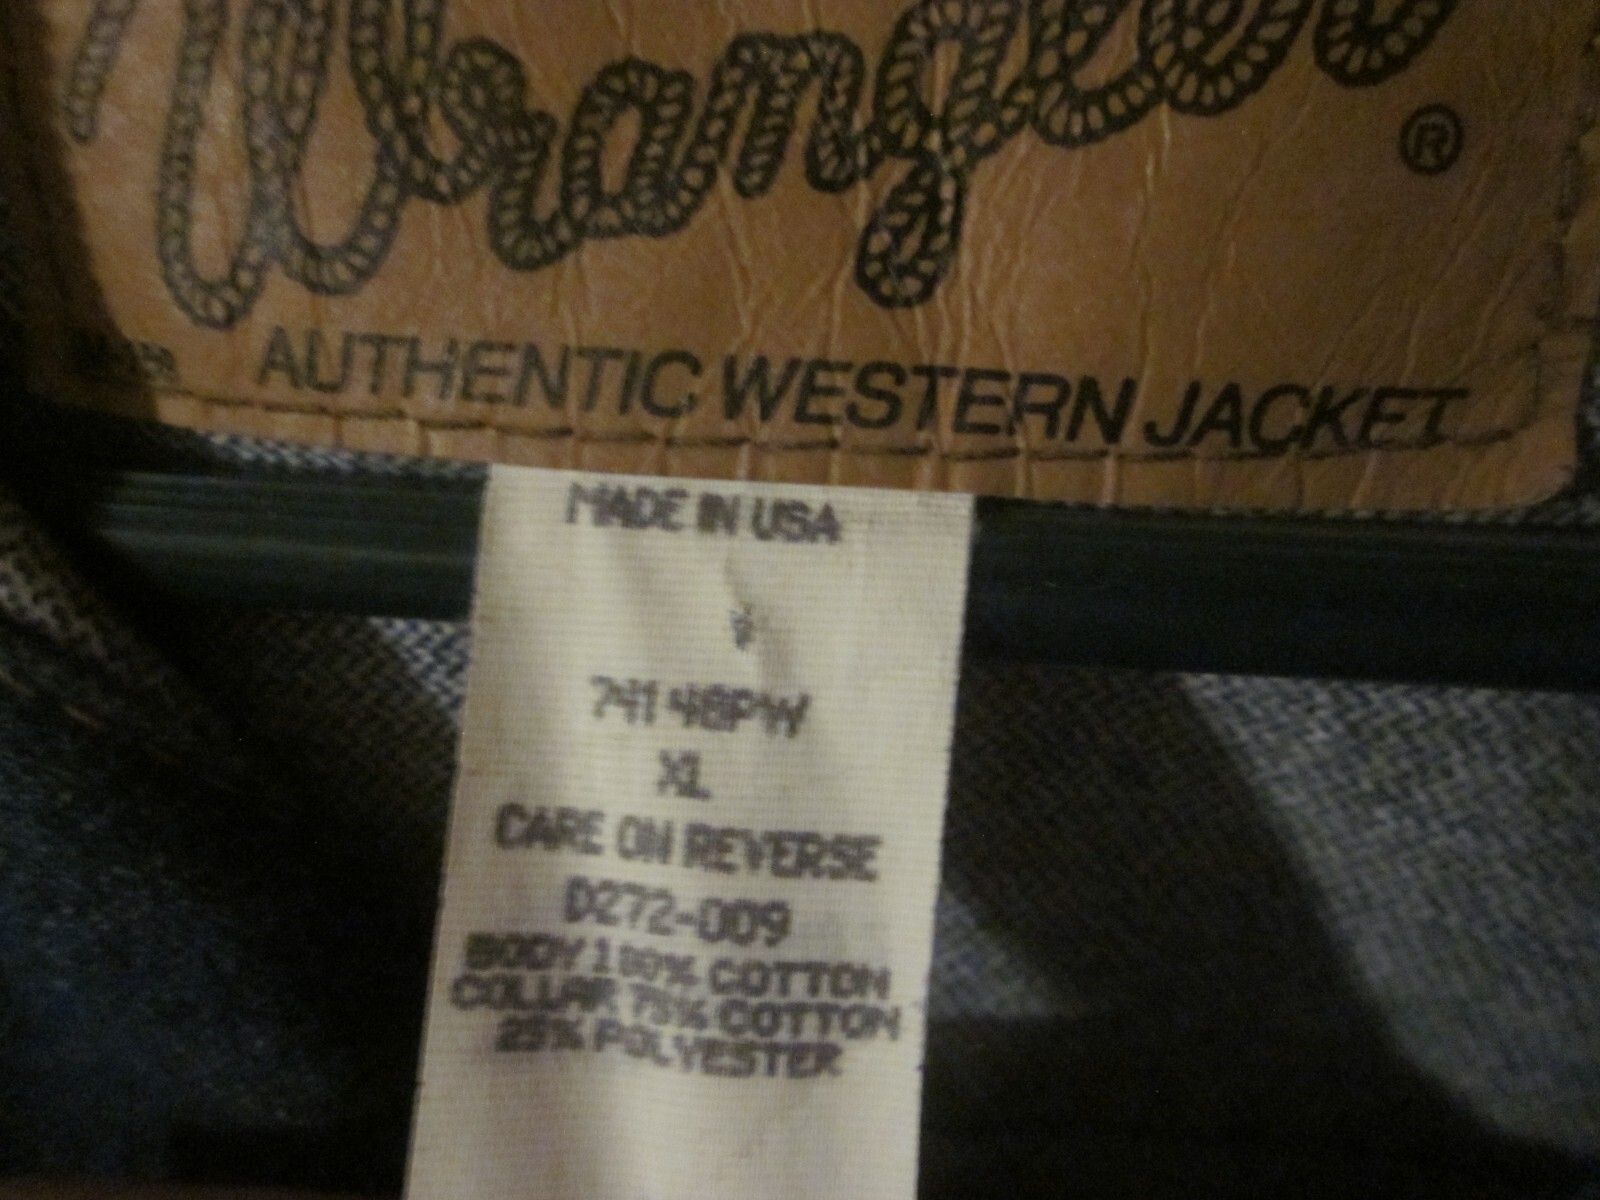 Wrangler
®
AUTHENTIC WESTERN JACKET
MADE IN USA
74148PW
XL
CARE ON REVERSE
D272-009
BODY 100% COTTON
COLLAR 75% COTTON
25% POLYESTER